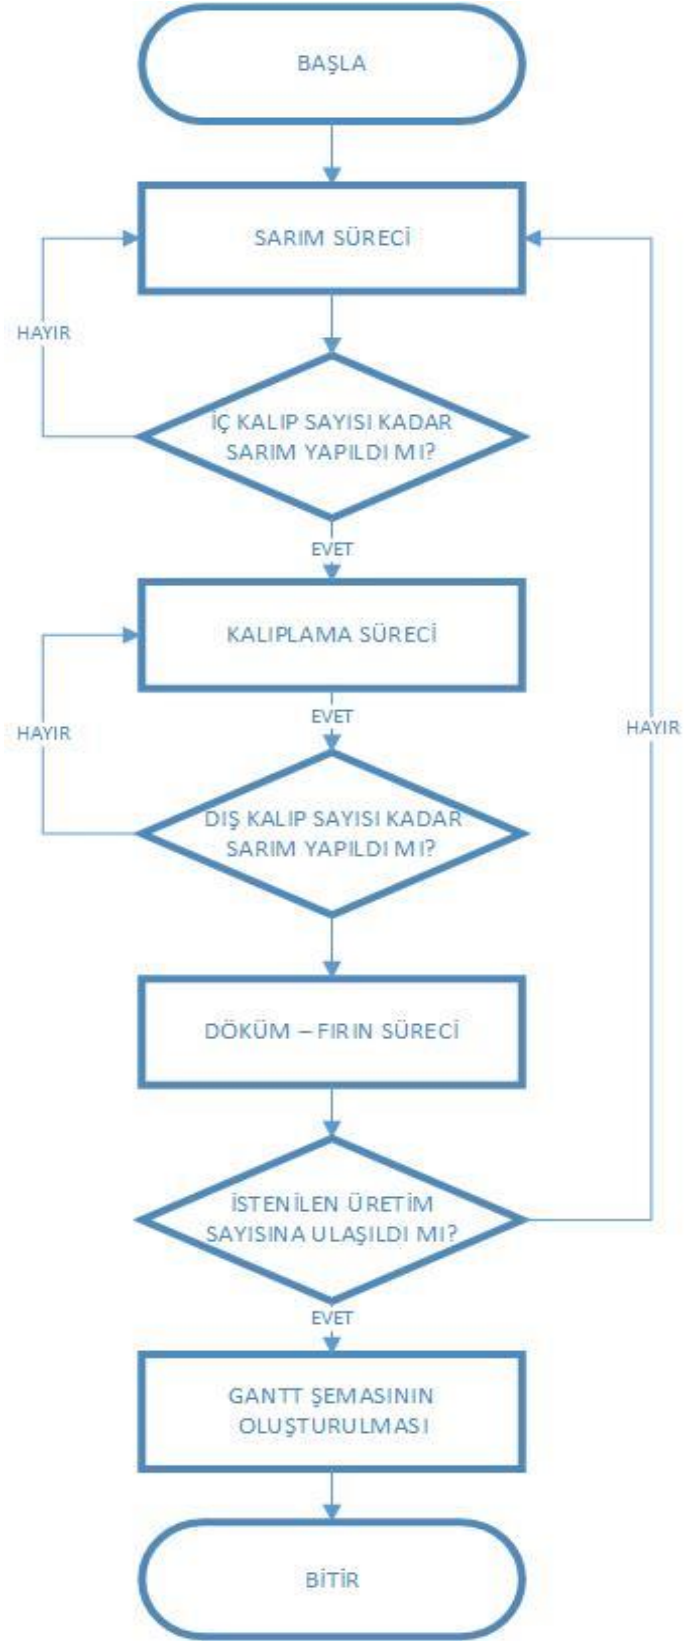 BAŞLA
SARIM SÜRECİ
HAYIR
İÇ KALIP SAYISI KADAR
SARIM YAPILDI MI?
EVET
KALIPLAMA SÜRECİ
EVET
HAYIR
HAYIR
DIŞ KALIP SAYISI KADAR
SARIM YAPILDI MI?
DÖKÜM – FIRIN SÜRECİ
İSTENİLEN ÜRETİM
SAYISINA ULAŞILDI MI?
EVET
GANTT ŞEMASININ
OLUŞTURULMASI
BİTİR